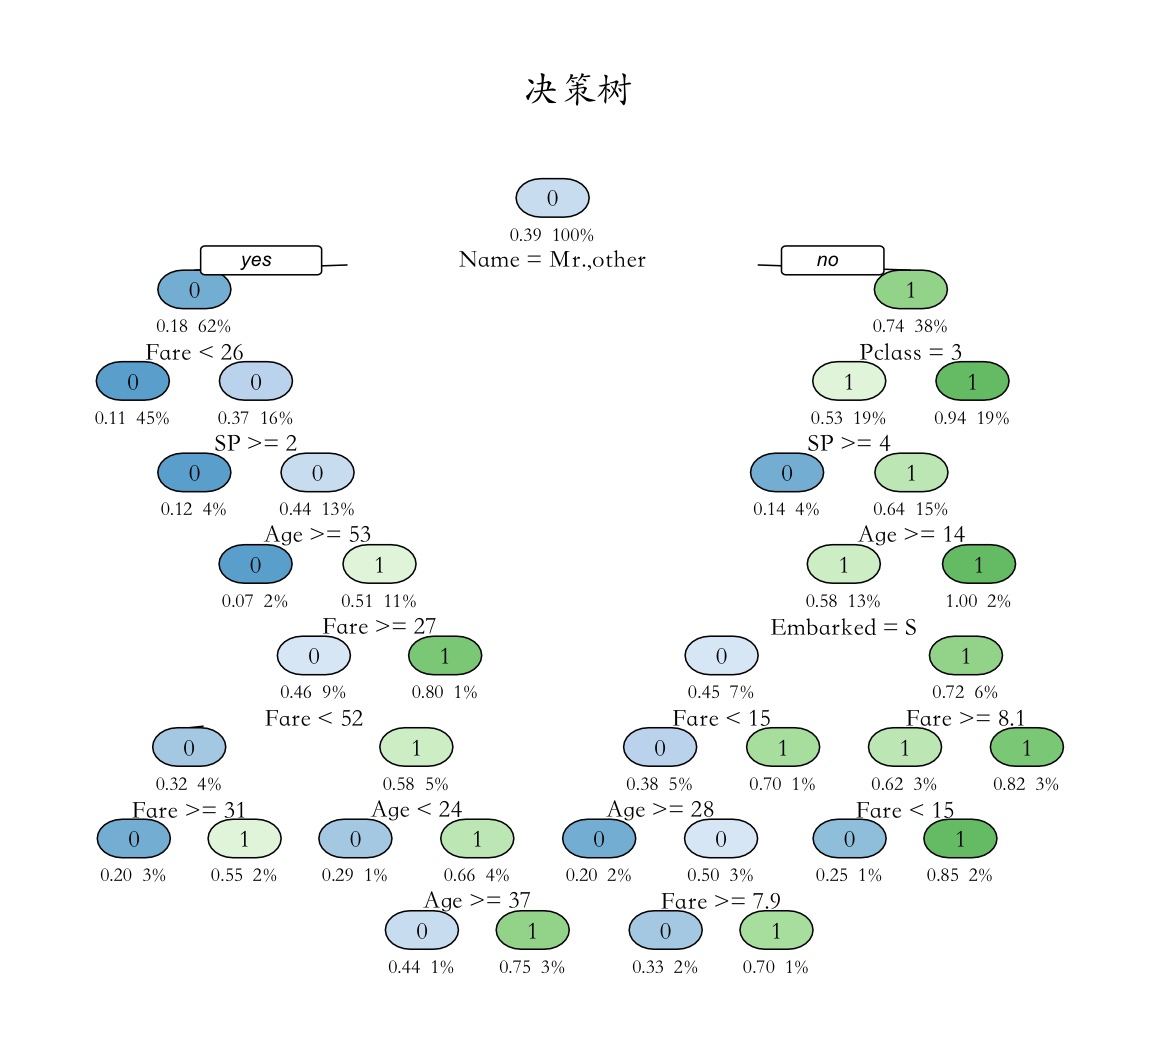 决策树
0
0.39 100%
yes Name = Mr.,other no
0 1
0.18 62% 0.74 38%
Fare < 26 Pclass = 3
0 0 1 1
0.11 45% 0.37 16% 0.53 19% 0.94 19%
SP >= 2 SP >= 4
0 0 0 1
0.12 4% 0.44 13% 0.14 4% 0.64 15%
Age >= 53 Age >= 14
0 1 1 1
0.07 2% 0.51 11% 0.58 13% 1.00 2%
Fare >= 27 Embarked = S
0 1 0 1
0.46 9% 0.80 1% 0.45 7% 0.72 6%
Fare < 52 Fare < 15 Fare >= 8.1
0 1 0 1 1 1
0.32 4% 0.58 5% 0.38 5% 0.70 1% 0.62 3% 0.82 3%
Fare >= 31 Age < 24 Age >= 28 Fare < 15
0 1 0 1 0 0 0 1
0.20 3% 0.55 2% 0.29 1% 0.66 4% 0.20 2% 0.50 3% 0.25 1% 0.85 2%
Age >= 37 Fare >= 7.9
0 1 0 1
0.44 1% 0.75 3% 0.33 2% 0.70 1%